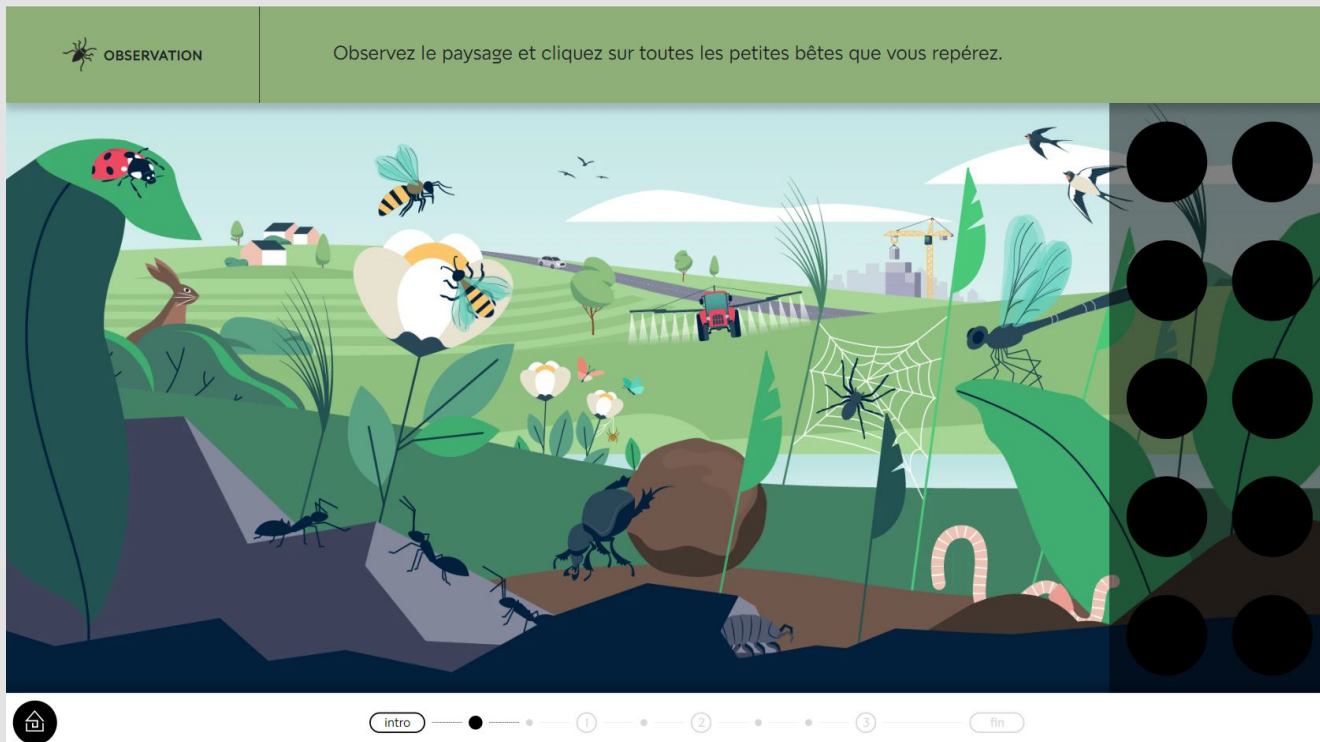 OBSERVATION
Observez le paysage et cliquez sur toutes les petites bêtes que vous repérez.
intro
1
2
3
fin